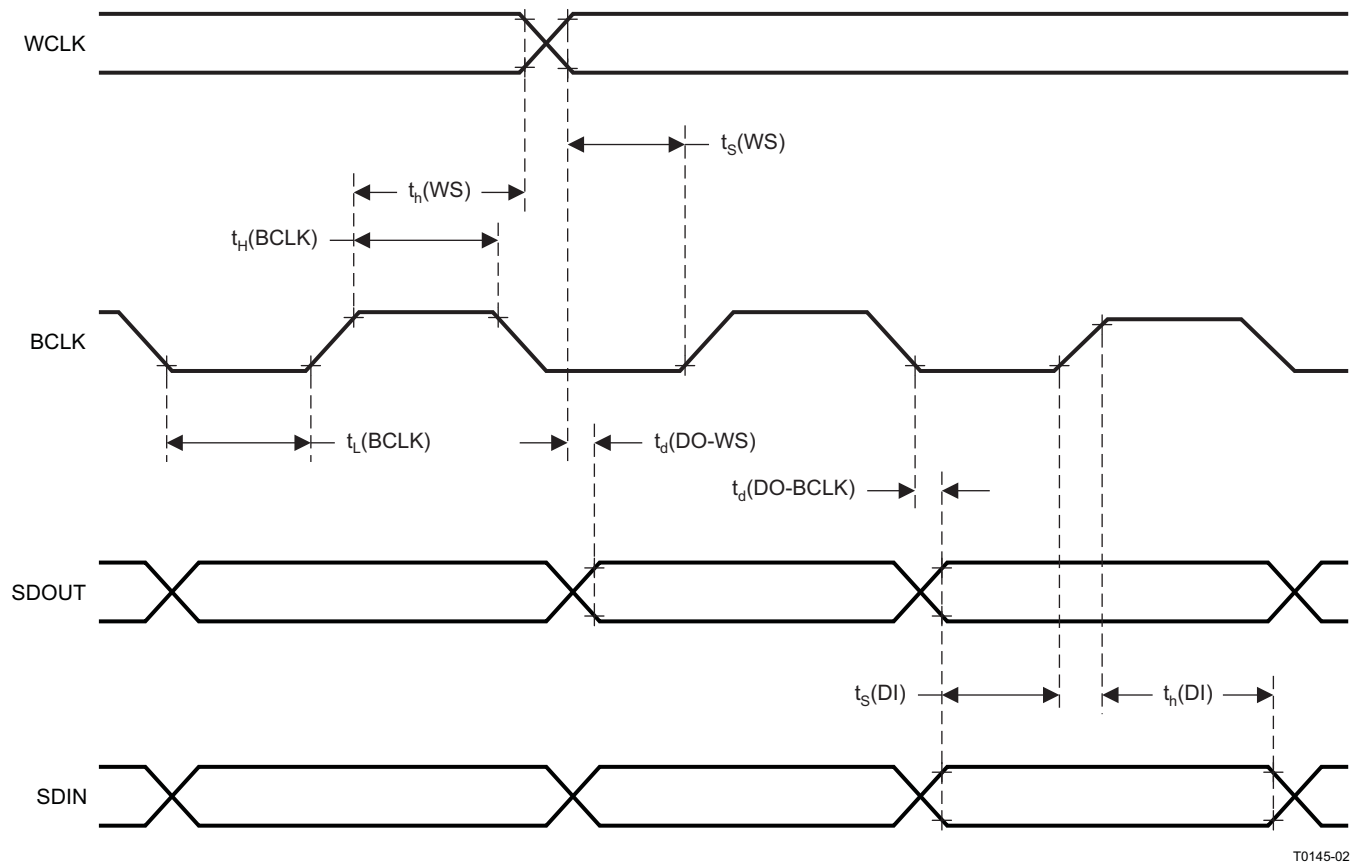 WCLK
tS(WS)
th(WS)
tH(BCLK)
BCLK
tL(BCLK)
td(DO-WS)
td(DO-BCLK)
SDOUT
tS(DI)
th(DI)
SDIN
T0145-02